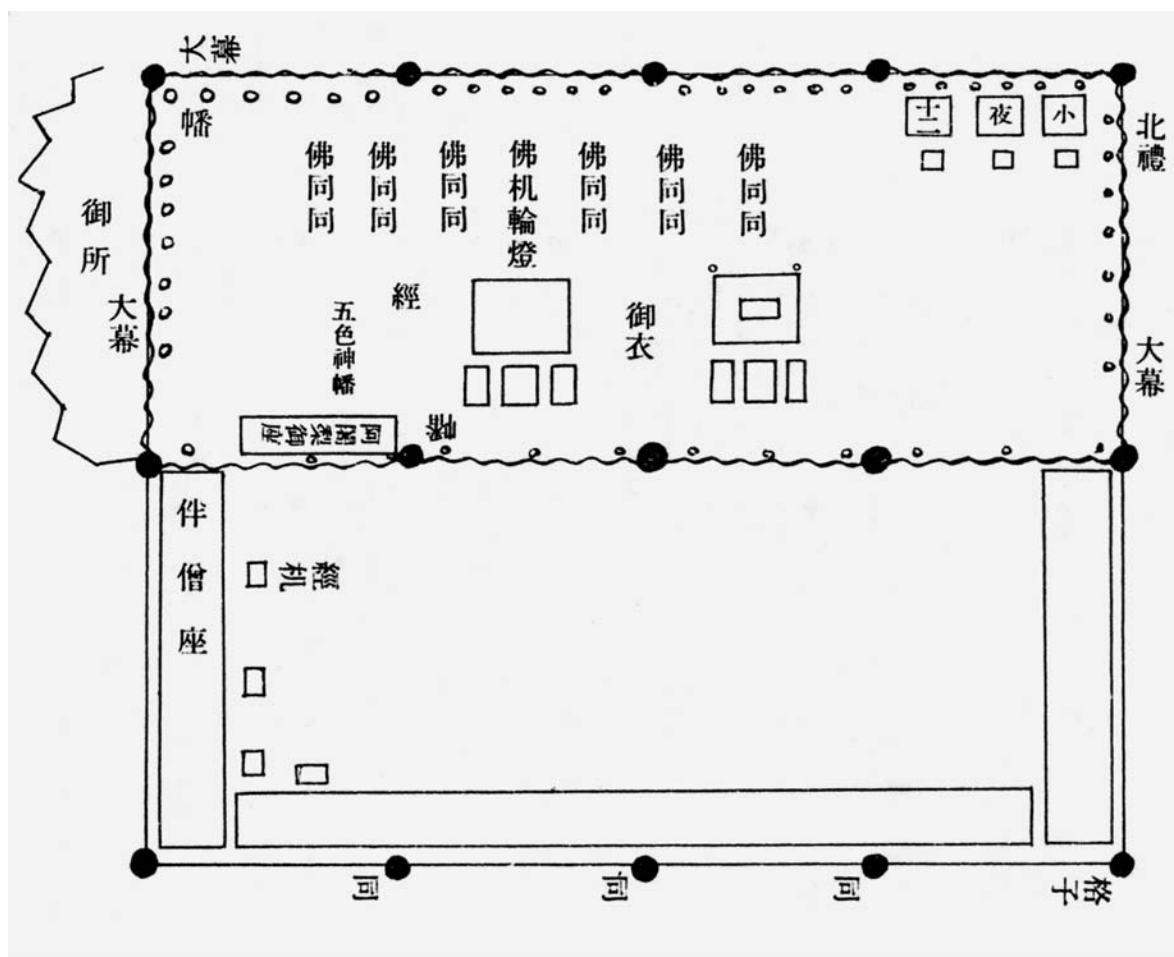 大幕
北禮
小
夜
十二
幡
御所
大幕
佛同同
佛同同
佛同同
佛机輪燈
佛同同
佛同同
佛同同
經
五色神幡
御衣
大幕
幡
阿闍梨御座
伴僧座
經机
同
同
同
格子